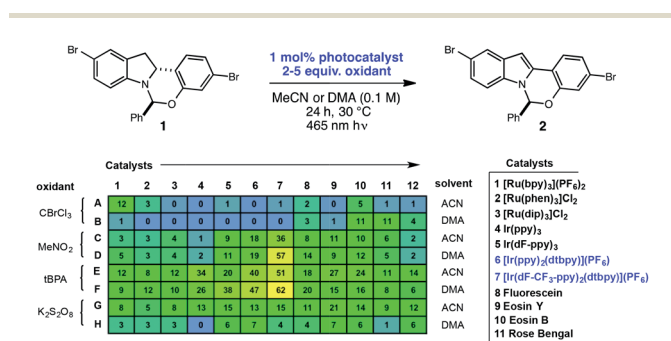 Br
Br
N
O
Ph
1
1 mol% photocatalyst
2-5 equiv. oxidant
MeCN or DMA (0.1 M)
24 h, 30 °C
465 nm hν
Br
Br
N
O
Ph
2
Catalysts
oxidant 1 2 3 4 5 6 7 8 9 10 11 12 solvent
CBrCl3
A 12 3 0 0 1 0 1 2 0 5 1 1 ACN
B 1 0 0 0 0 0 0 3 1 11 11 4 DMA
MeNO2
C 3 3 4 1 9 18 36 8 11 10 6 2 ACN
D 5 3 4 2 11 19 57 14 9 12 5 2 DMA
tBPA
E 12 8 12 34 20 40 51 18 27 24 11 14 ACN
F 9 12 10 26 38 47 62 20 15 16 8 6 DMA
K2S2O8
G 8 5 8 13 15 13 15 11 21 14 9 12 ACN
H 3 3 3 0 6 7 4 4 7 6 1 6 DMA
Catalysts
1 [Ru(bpy)3](PF6)2
2 [Ru(phen)3]Cl2
3 [Ru(dip)3]Cl2
4 Ir(ppy)3
5 Ir(dF-ppy)3
6 [Ir(ppy)2(dtbpy)](PF6)
7 [Ir(dF-CF3-ppy)2(dtbpy)](PF6)
8 Fluorescein
9 Eosin Y
10 Eosin B
11 Rose Bengal